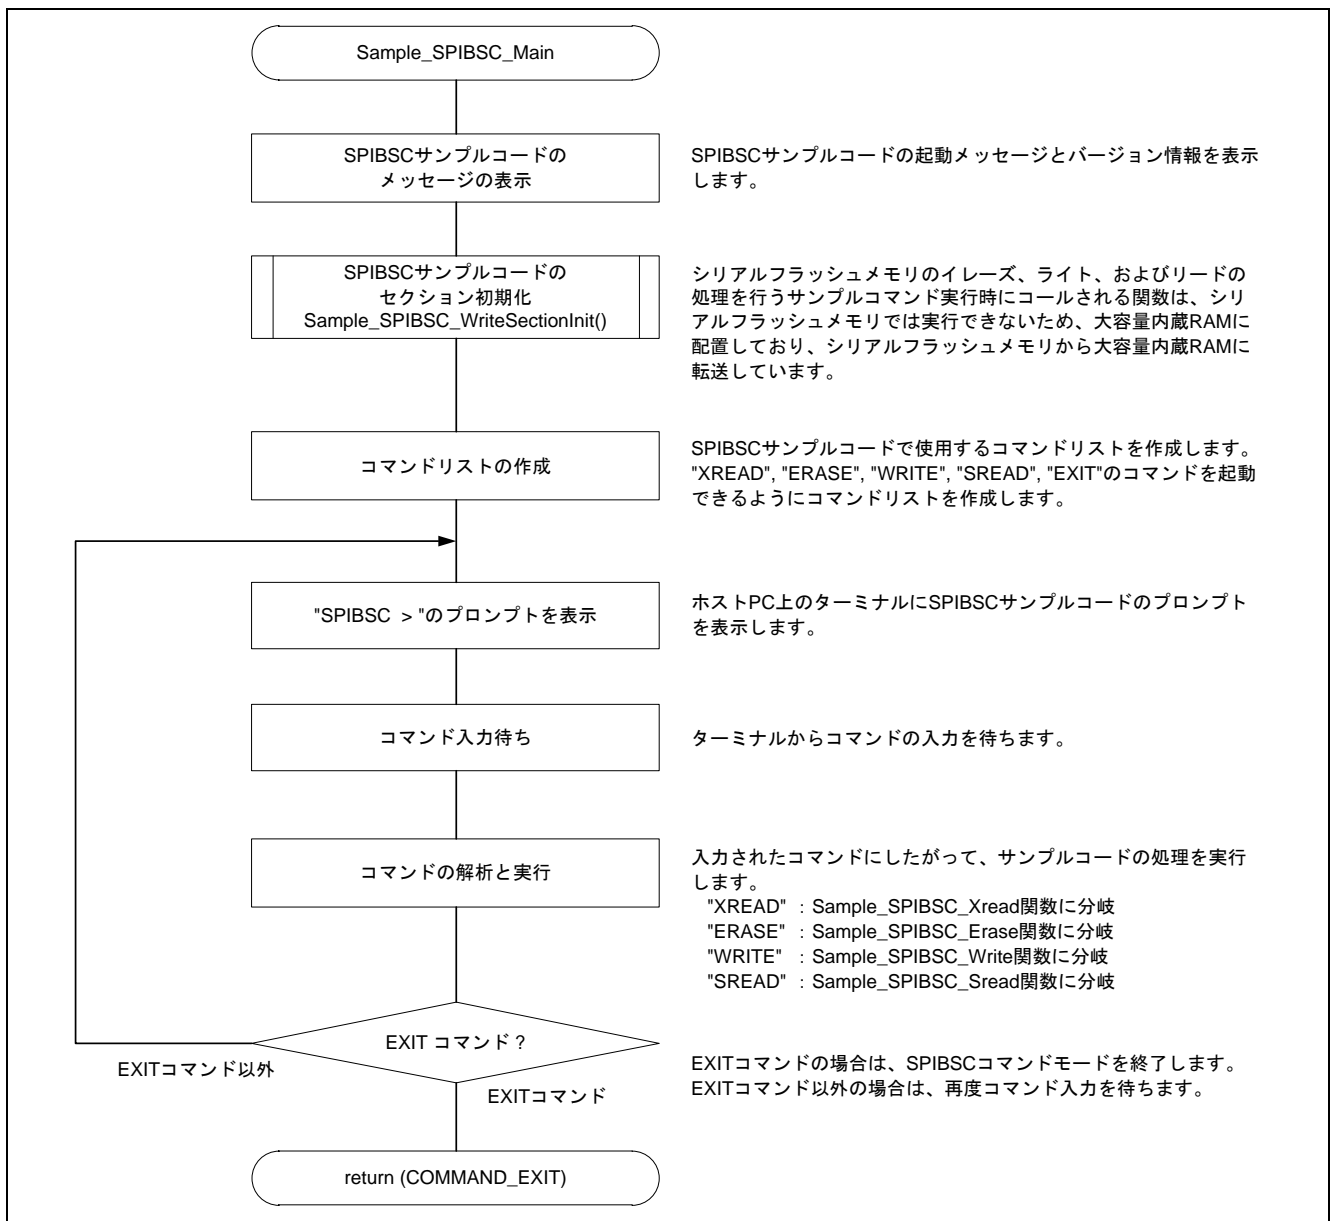 Sample_SPIBSC_Main
SPIBSCサンプルコードの
メッセージの表示
SPIBSCサンプルコードの起動メッセージとバージョン情報を表示
します。
SPIBSCサンプルコードの
セクション初期化
Sample_SPIBSC_WriteSectionInit()
シリアルフラッシュメモリのイレーズ、ライト、およびリードの
処理を行うサンプルコマンド実行時にコールされる関数は、シリ
アルフラッシュメモリでは実行できないため、大容量内蔵RAMに
配置しており、シリアルフラッシュメモリから大容量内蔵RAMに
転送しています。
コマンドリストの作成
SPIBSCサンプルコードで使用するコマンドリストを作成します。
"XREAD", "ERASE", "WRITE", "SREAD", "EXIT"のコマンドを起動
できるようにコマンドリストを作成します。
"SPIBSC > "のプロンプトを表示
ホストPC上のターミナルにSPIBSCサンプルコードのプロンプト
を表示します。
コマンド入力待ち
ターミナルからコマンドの入力を待ちます。
コマンドの解析と実行
入力されたコマンドにしたがって、サンプルコードの処理を実行
します。
"XREAD" : Sample_SPIBSC_Xread関数に分岐
"ERASE" : Sample_SPIBSC_Erase関数に分岐
"WRITE" : Sample_SPIBSC_Write関数に分岐
"SREAD" : Sample_SPIBSC_Sread関数に分岐
EXIT コマンド?
EXITコマンド以外
EXITコマンド
EXITコマンドの場合は、SPIBSCコマンドモードを終了します。
EXITコマンド以外の場合は、再度コマンド入力を待ちます。
return (COMMAND_EXIT)